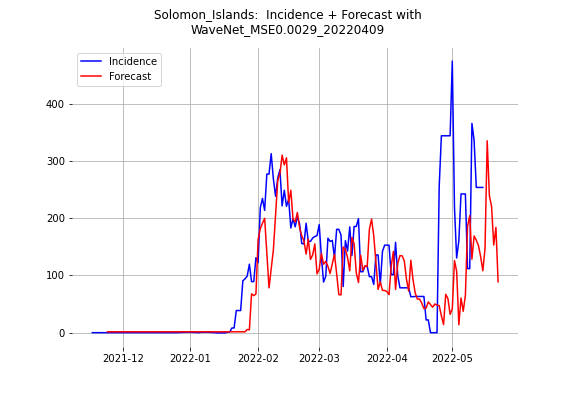 Solomon_Islands:  Incidence + Forecast with
WaveNet_MSE0.0029_20220409
Incidence
Forecast
400
300
200
100
0
2021-12
2022-01
2022-02
2022-03
2022-04
2022-05